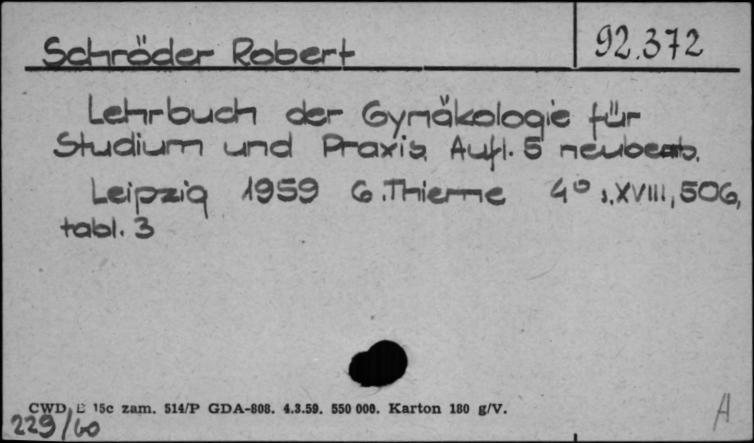 Schröder Robert
92.372
Lehrbuch der Gynäkologie für
Studium und Praxis. Aufl. 5 neubearb.
Leipzig 1959 G. Thieme 4° s. XVIII, 506,
tabl. 3
CWD, E 15c zam. 514/P GDA-808. 4.3.59. 550 000. Karton 180 g/V.
229/60
A